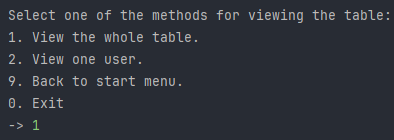 Select one of the methods for viewing the table:
1. View the whole table.
2. View one user.
9. Back to start menu.
0. Exit
-> 1